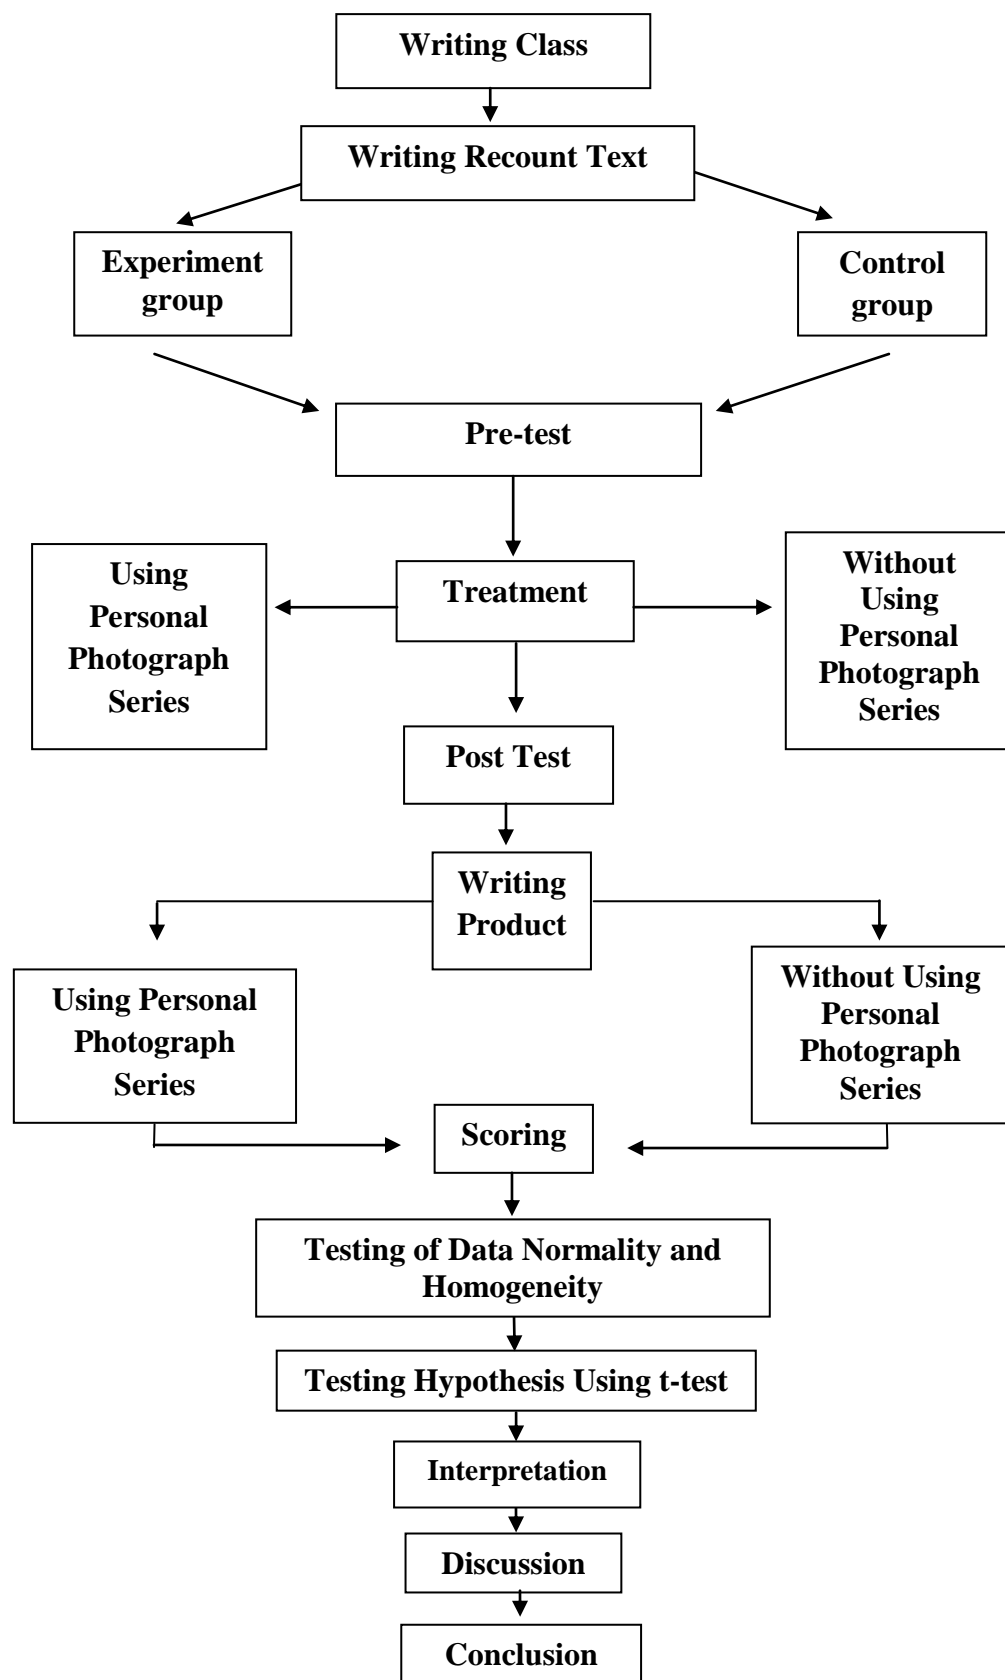 Writing Class
Writing Recount Text
Experiment
group
Control
group
Pre-test
Using
Personal
Photograph
Series
Treatment
Without
Using
Personal
Photograph
Series
Post Test
Writing
Product
Using Personal
Photograph
Series
Without Using
Personal
Photograph
Series
Scoring
Testing of Data Normality and
Homogeneity
Testing Hypothesis Using t-test
Interpretation
Discussion
Conclusion